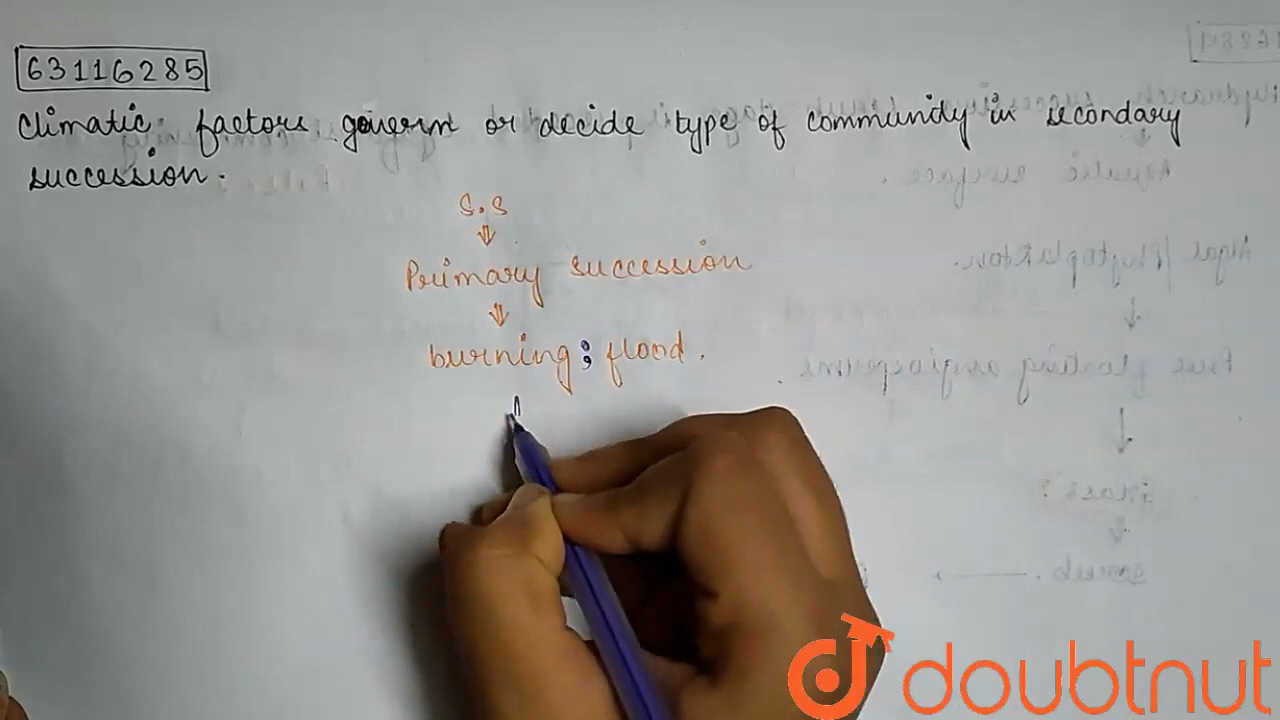 63116285
Climatic factors govern or decide type of community in secondary
succession.
S.S
Primary succession
burning ; flood.
doubtnut